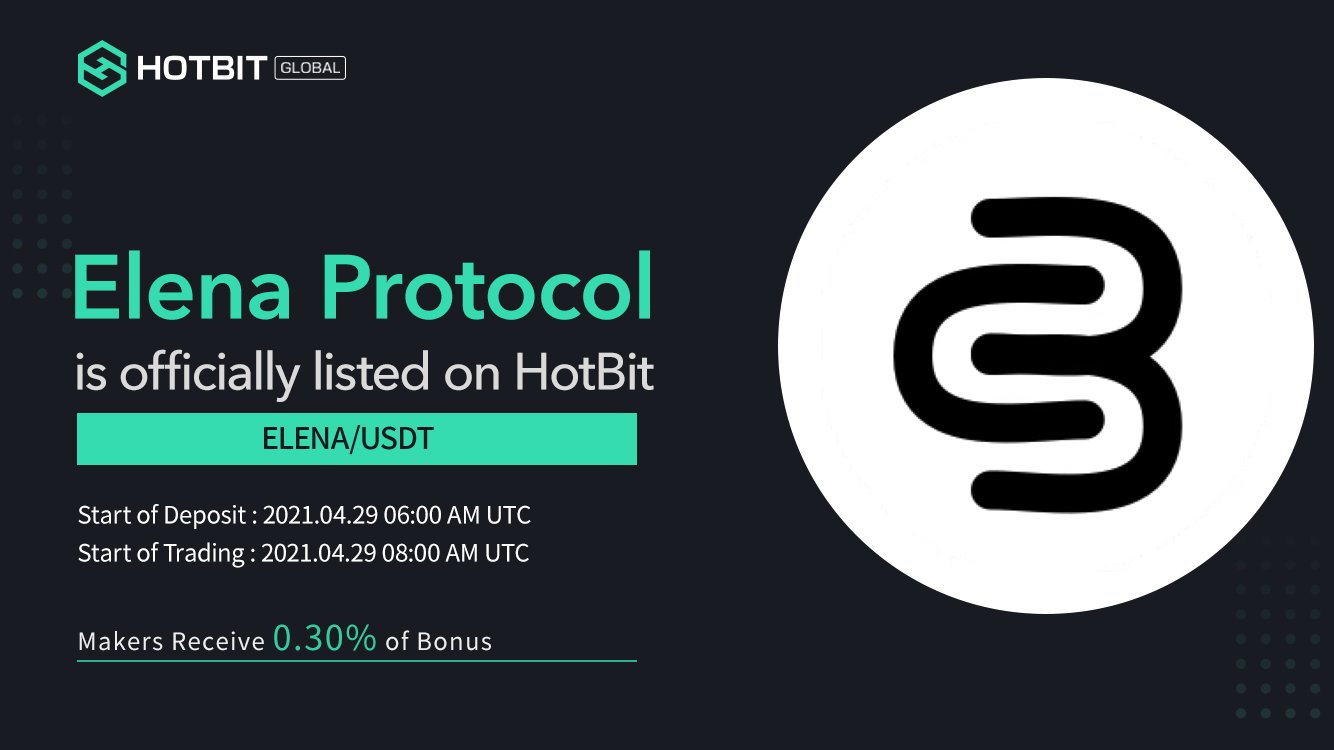 HOTBIT GLOBAL
Elena Protocol
is officially listed on HotBit
ELENA/USDT
Start of Deposit : 2021.04.29 06:00 AM UTC
Start of Trading : 2021.04.29 08:00 AM UTC
Makers Receive 0.30% of Bonus